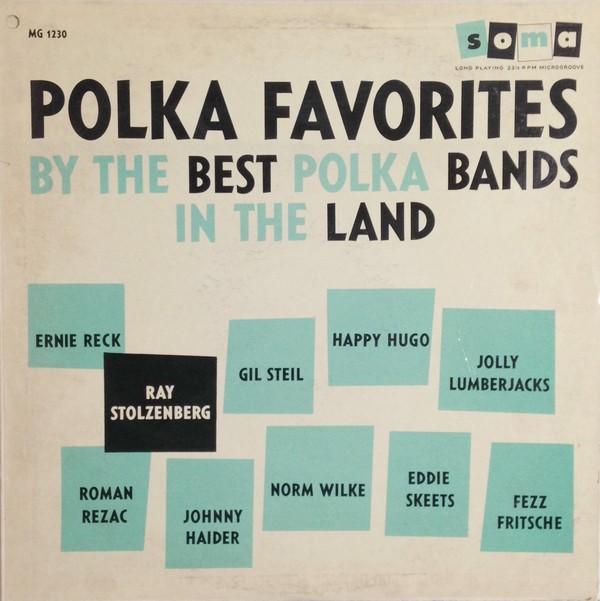 MG 1230
soma
LONG PLAYING 33⅓ RPM MICROGROOVE
POLKA FAVORITES
BY THE BEST POLKA BANDS
IN THE LAND
ERNIE RECK
RAY
STOLZENBERG
GIL STEIL
HAPPY HUGO
JOLLY
LUMBERJACKS
ROMAN
REZAC
JOHNNY
HAIDER
NORM WILKE
EDDIE
SKEETS
FEZZ
FRITSCHE